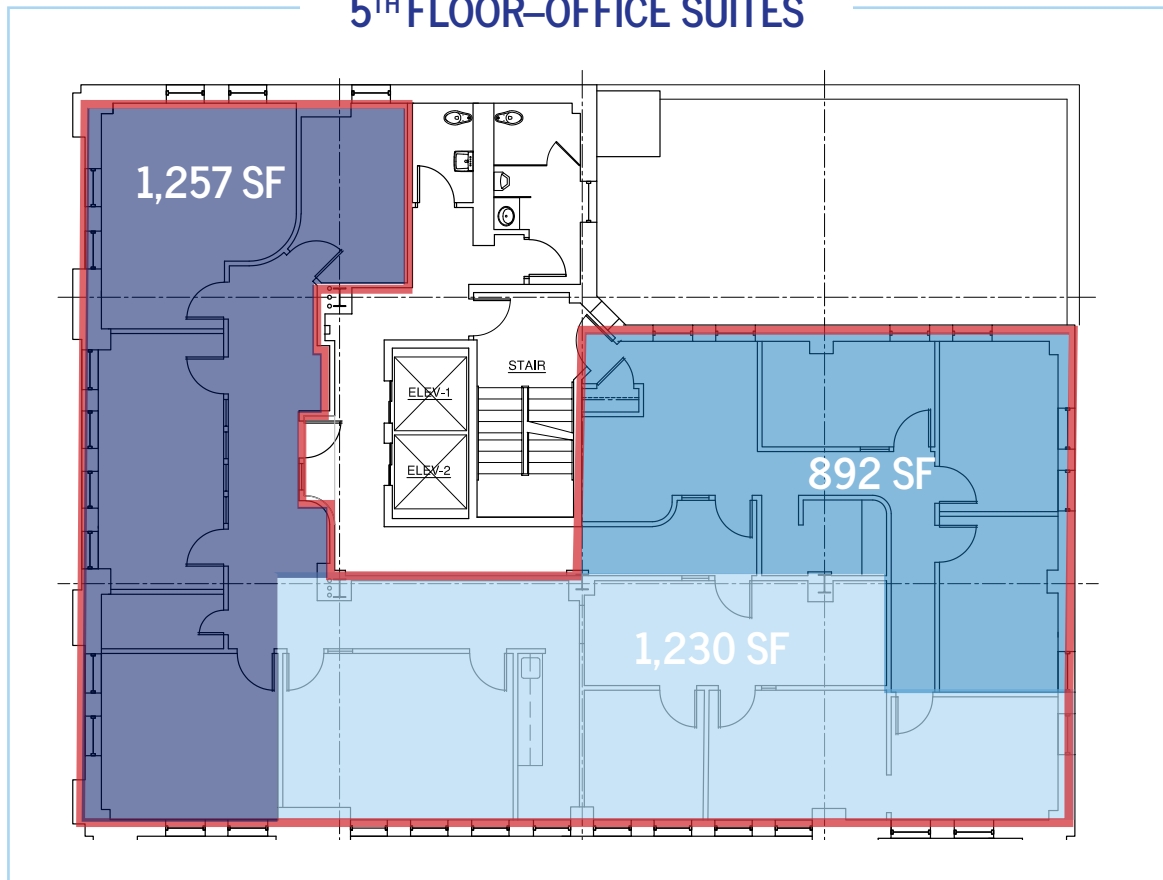 5TH FLOOR–OFFICE SUITES
1,257 SF
STAIR
ELEV-1
ELEV-2
892 SF
1,230 SF